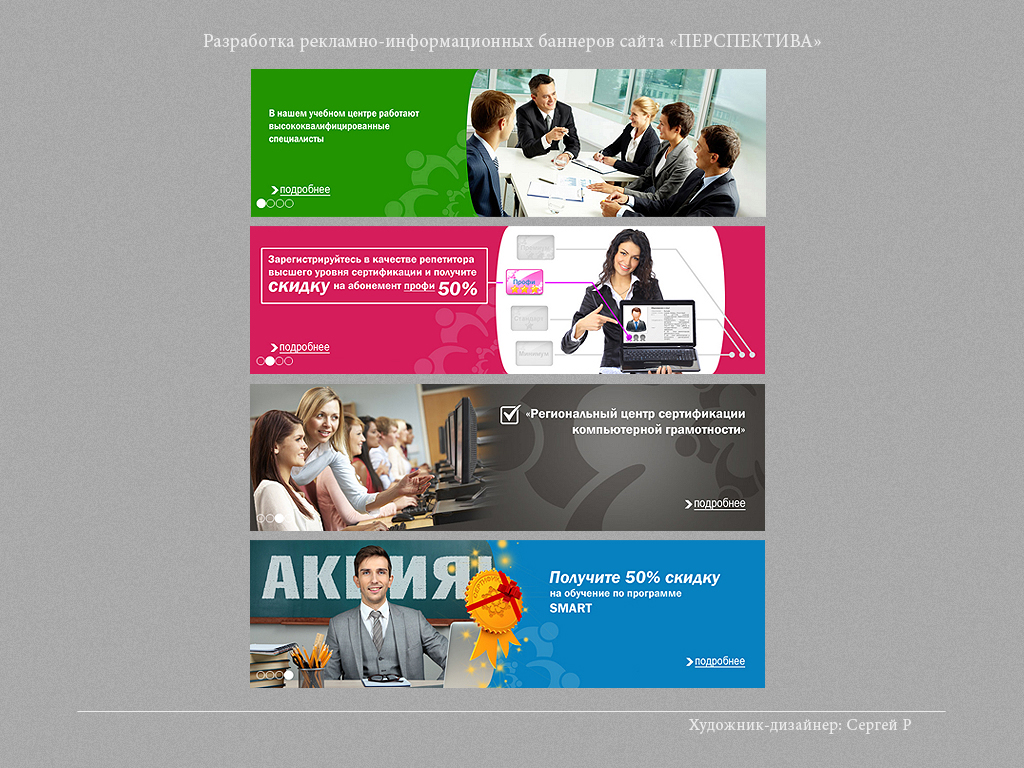 Разработка рекламно-информационных баннеров сайта «ПЕРСПЕКТИВА»
В нашем учебном центре работают
высококвалифицированные
специалисты
подробнее
Зарегистрируйтесь в качестве репетитора
высшего уровня сертификации и получите
СКИДКУ на абонемент профи 50%
Профи
Стандарт
Минимум
подробнее
«Региональный центр сертификации
компьютерной грамотности»
подробнее
АКЦИЯ!
Получите 50% скидку
на обучение по программе
SMART
подробнее
Художник-дизайнер: Сергей Р